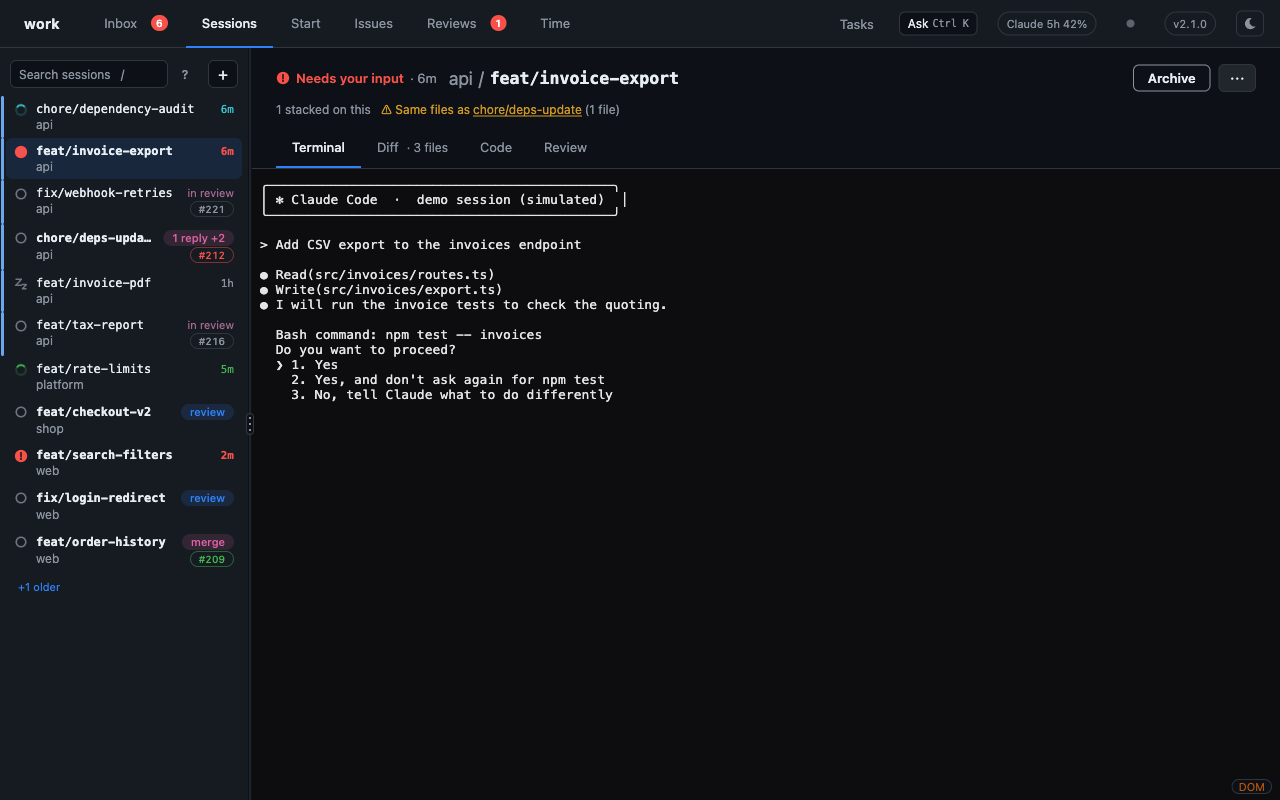 work Inbox 6 Sessions Start Issues Reviews 1 Time Tasks Ask Ctrl K Claude 5h 42% v2.1.0
Search sessions / ? +
chore/dependency-audit 6m
api
feat/invoice-export 6m
api
fix/webhook-retries in review
api #221
chore/deps-upda… 1 reply +2
api #212
feat/invoice-pdf 1h
api
feat/tax-report in review
api #216
feat/rate-limits 5m
platform
feat/checkout-v2 review
shop
feat/search-filters 2m
web
fix/login-redirect review
web
feat/order-history merge
web #209
+1 older
Needs your input · 6m api / feat/invoice-export Archive ⋯
1 stacked on this ⚠ Same files as chore/deps-update (1 file)
Terminal Diff · 3 files Code Review
✻ Claude Code · demo session (simulated)
> Add CSV export to the invoices endpoint
● Read(src/invoices/routes.ts)
● Write(src/invoices/export.ts)
● I will run the invoice tests to check the quoting.
Bash command: npm test -- invoices
Do you want to proceed?
❯ 1. Yes
2. Yes, and don't ask again for npm test
3. No, tell Claude what to do differently
DOM